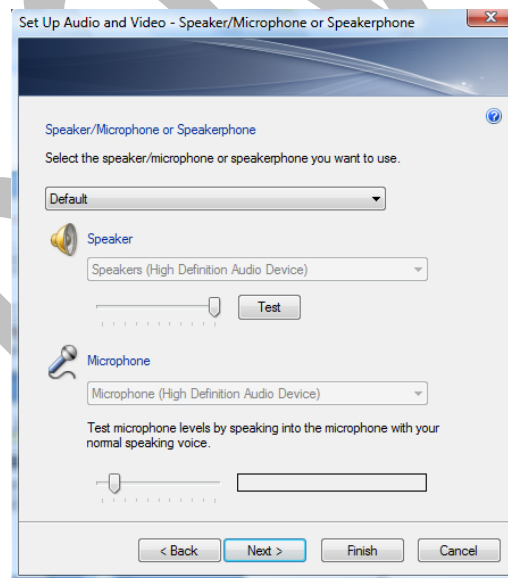 Set Up Audio and Video - Speaker/Microphone or Speakerphone
Speaker/Microphone or Speakerphone
Select the speaker/microphone or speakerphone you want to use.
Default
Speaker
Speakers (High Definition Audio Device)
Test
Microphone
Microphone (High Definition Audio Device)
Test microphone levels by speaking into the microphone with your
normal speaking voice.
< Back Next > Finish Cancel